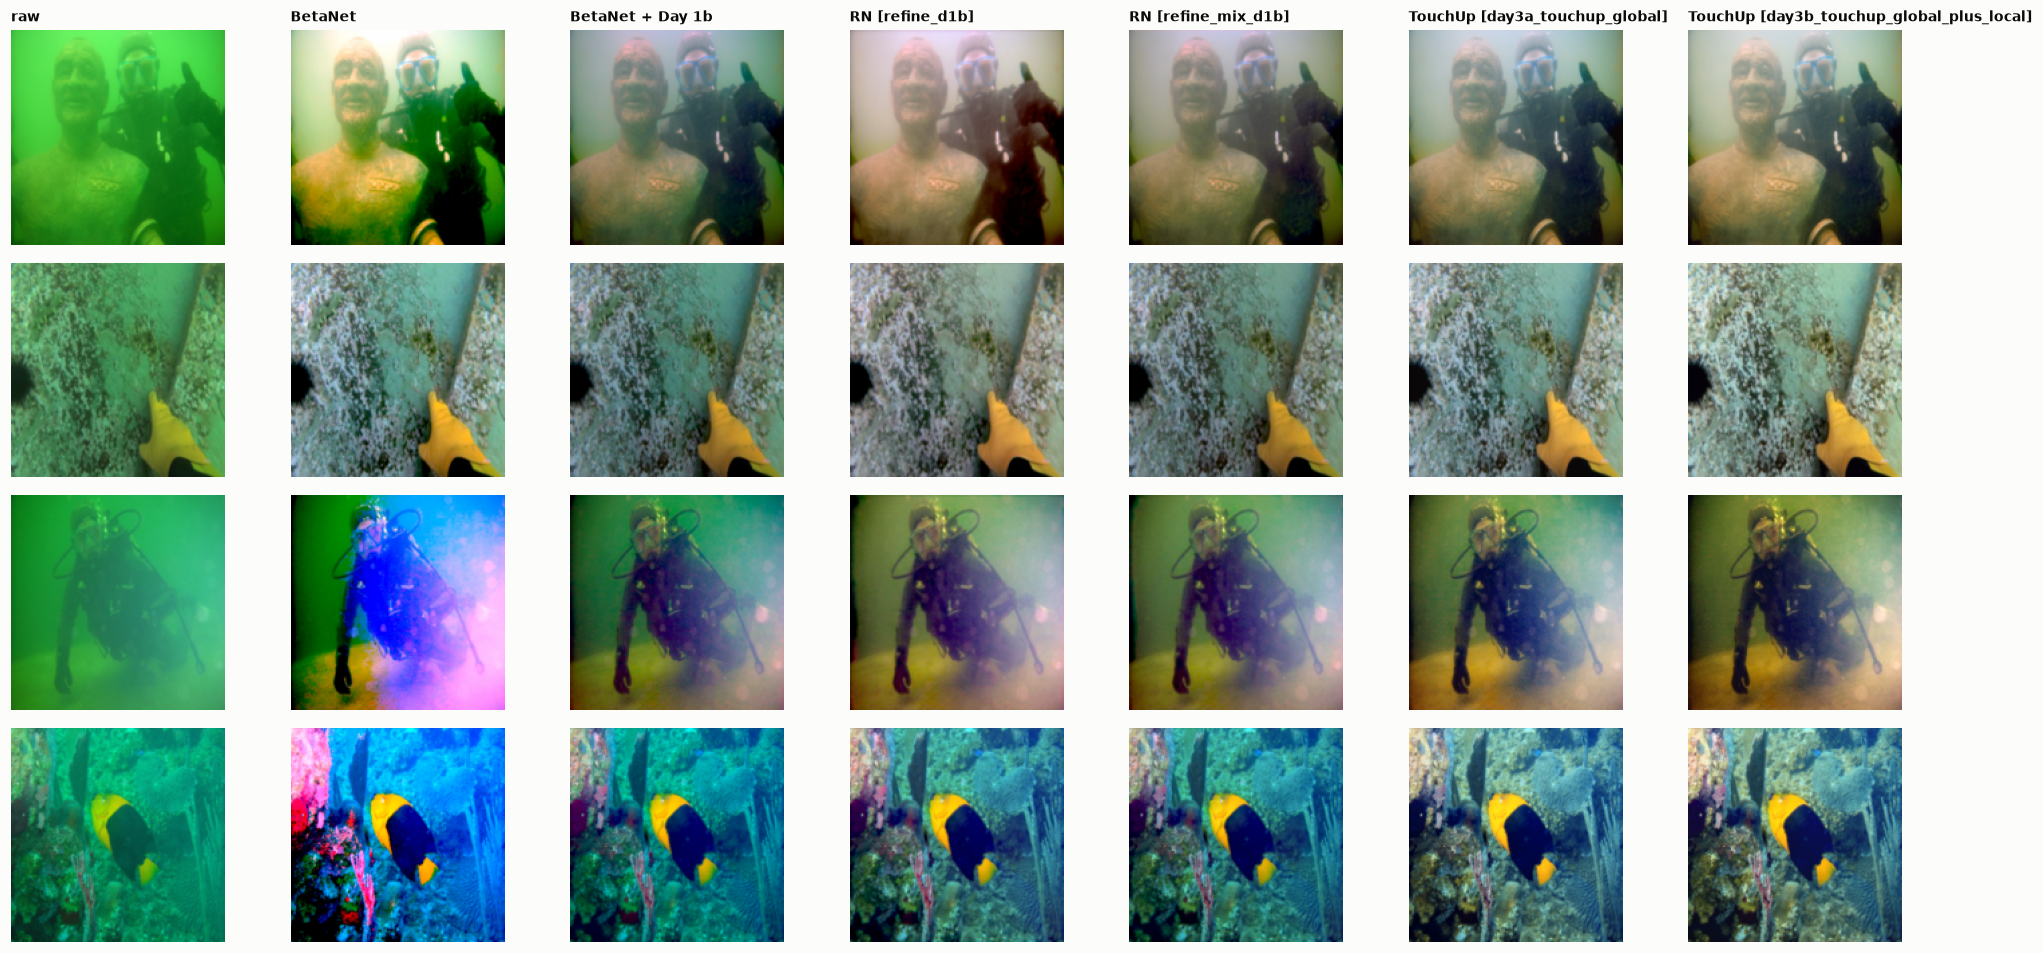 raw
BetaNet
BetaNet + Day 1b
RN [refine_d1b]
RN [refine_mix_d1b]
TouchUp [day3a_touchup_global]
TouchUp [day3b_touchup_global_plus_local]